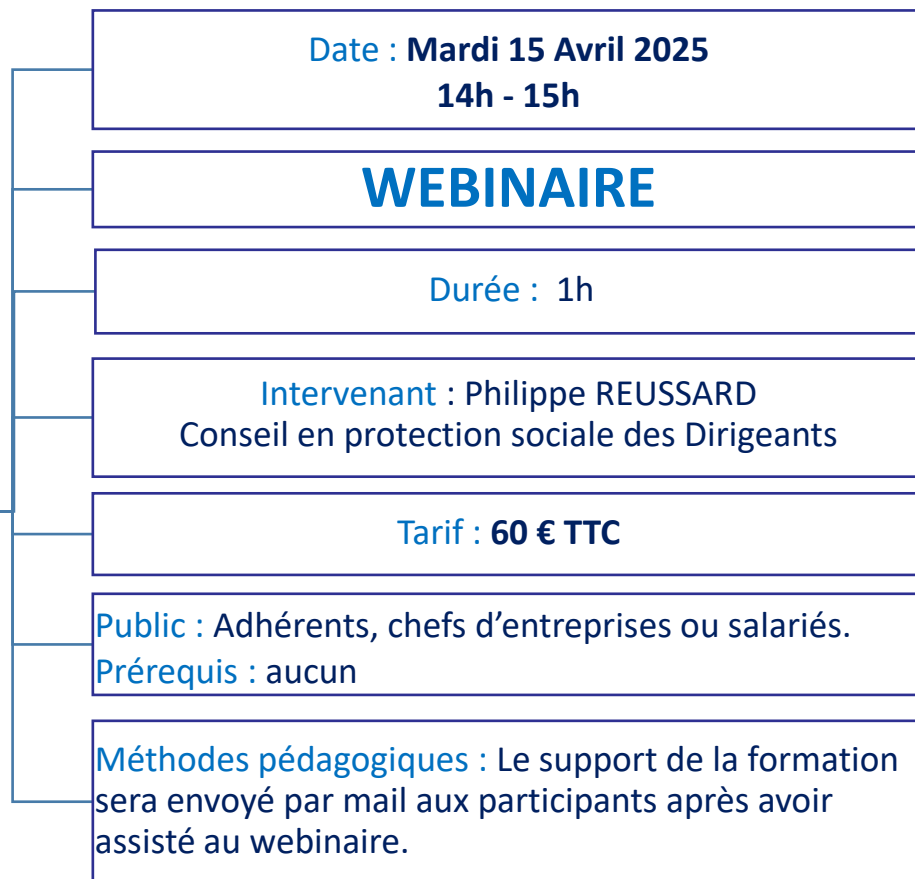 Date : Mardi 15 Avril 2025
14h - 15h
WEBINAIRE
Durée : 1h
Intervenant : Philippe REUSSARD
Conseil en protection sociale des Dirigeants
Tarif : 60 € TTC
Public : Adhérents, chefs d'entreprises ou salariés.
Prérequis : aucun
Méthodes pédagogiques : Le support de la formation
sera envoyé par mail aux participants après avoir
assisté au webinaire.